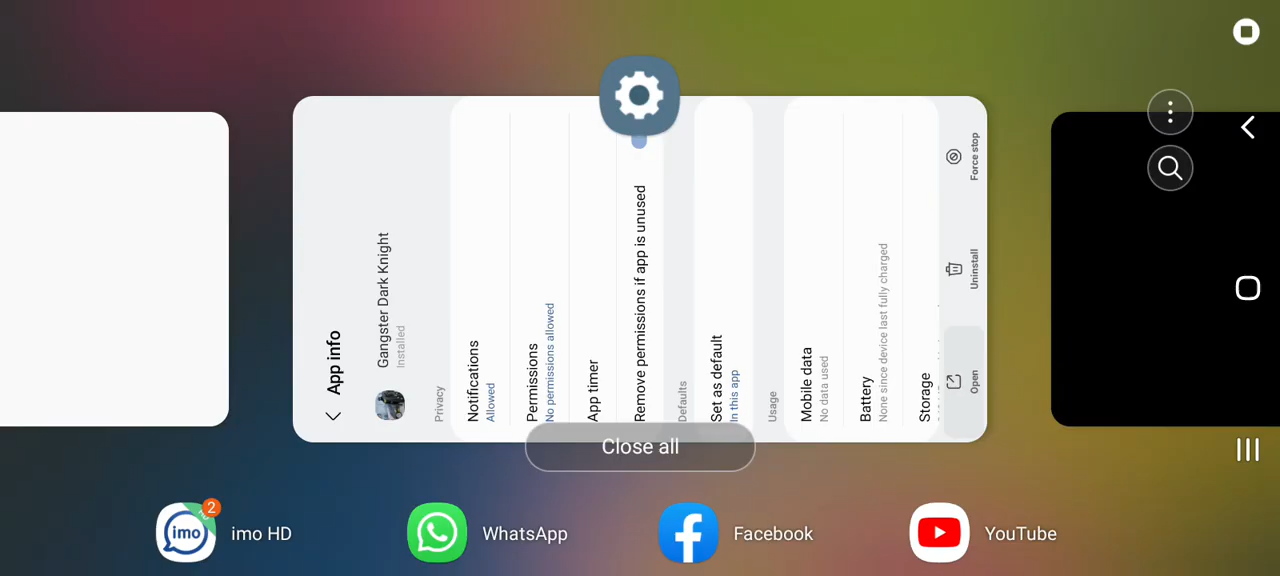 App info
Gangster Dark Knight
Installed
Privacy
Notifications
Allowed
Permissions
No permissions allowed
App timer
Remove permissions if app is unused
Defaults
Set as default
In this app
Usage
Mobile data
No data used
Battery
None since device last fully charged
Storage
Open
Uninstall
Force stop
Close all
imo
2
imo HD
WhatsApp
Facebook
YouTube